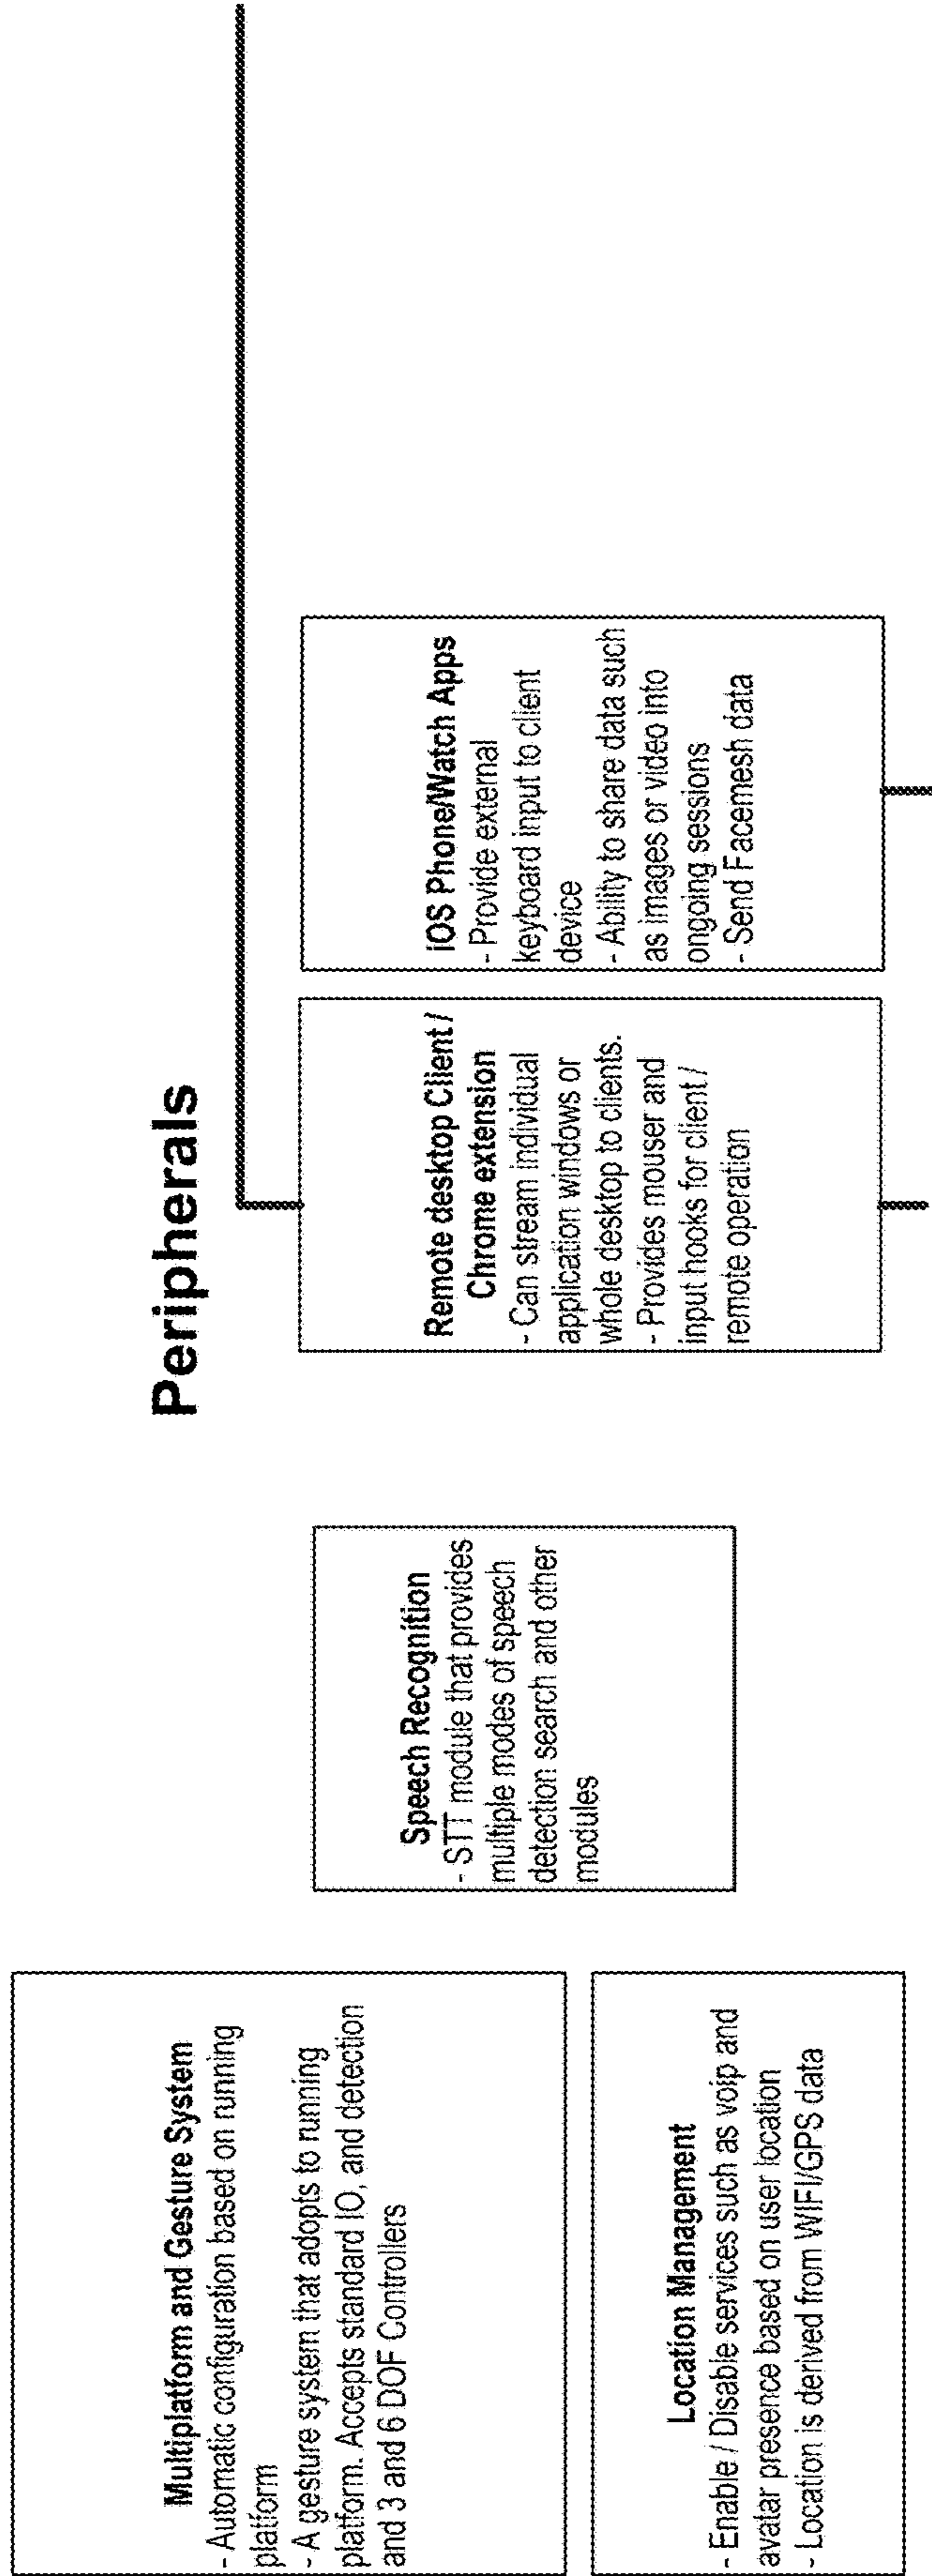 Multiplatform and Gesture System
- Automatic configuration based on running
platform
- A gesture system that adopts to running
platform. Accepts standard IO, and detection
and 3 and 6 DOF Controllers
Location Management
- Enable / Disable services such as voip and
avatar presence based on user location
- Location is derived from WIFI/GPS data
Speech Recognition
- STT module that provides
multiple modes of speech
detection search and other
modules
Peripherals
Remote desktop Client /
Chrome extension
- Can stream individual
application windows or
whole desktop to clients.
- Provides mouser and
input hooks for client /
remote operation
iOS Phone/Watch Apps
- Provide external
keyboard input to client
device
- Ability to share data such
as images or video into
ongoing sessions
- Send Facemesh data